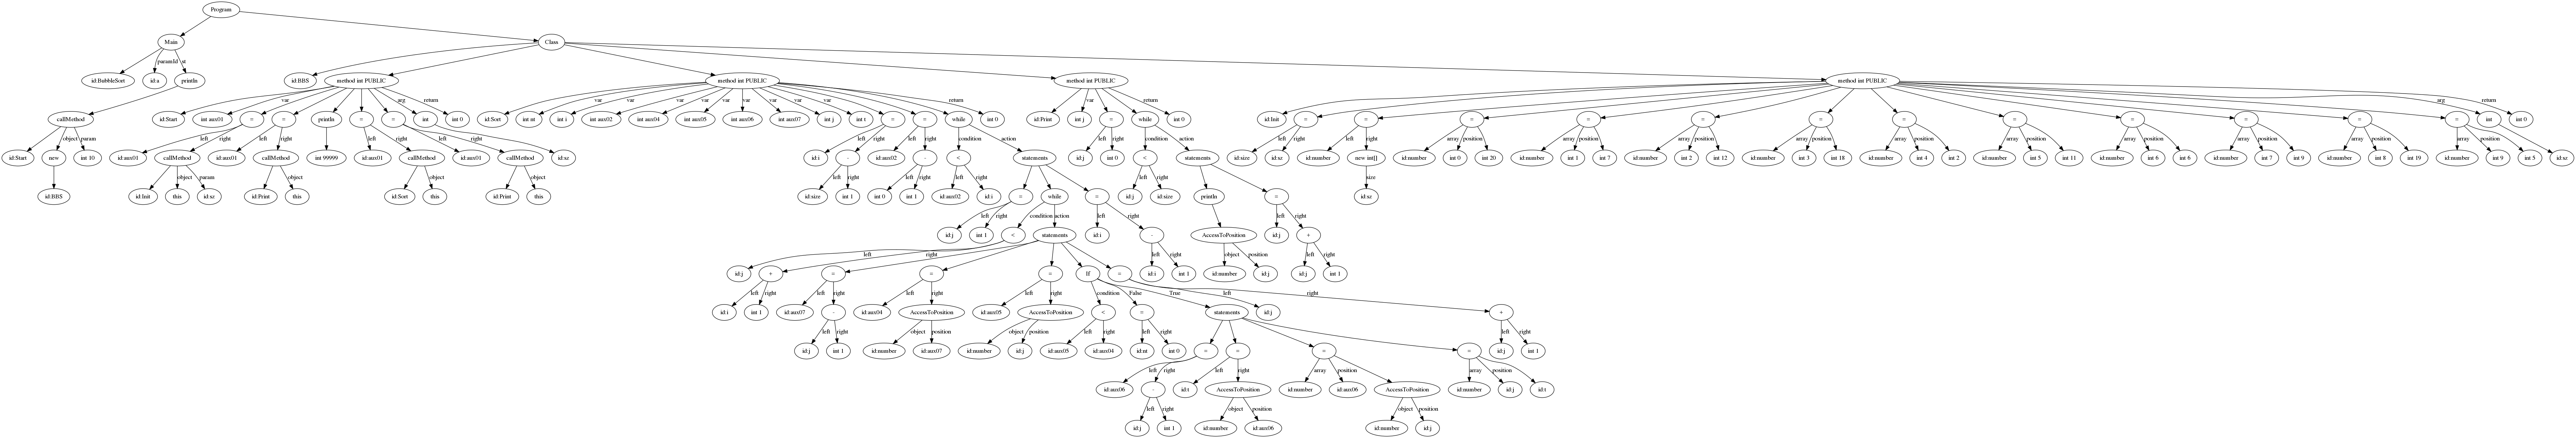 Program
Main Class
paramId st
id:BubbleSort id:a println id:BBS method int PUBLIC method int PUBLIC method int PUBLIC method int PUBLIC
var arg return var var var var var var var var var return var return arg return
callMethod id:Start int aux01 = = println = = int int 0 id:Sort int nt int i int aux02 int aux04 int aux05 int aux06 int aux07 int j int t = = while int 0 id:Print int j = while int 0 id:Init = = = = = = = = = = = = int int 0
object param left right left right left right left right left right left right condition action left right condition action left right left right array position array position array position array position array position array position array position array position array position array position
id:Start new int 10 id:aux01 callMethod id:aux01 callMethod int 99999 id:aux01 callMethod id:aux01 callMethod id:sz id:i - id:aux02 - < statements id:j int 0 < statements id:size id:sz id:number new int[] id:number int 0 int 20 id:number int 1 int 7 id:number int 2 int 12 id:number int 3 int 18 id:number int 4 int 2 id:number int 5 int 11 id:number int 6 int 6 id:number int 7 int 9 id:number int 8 int 19 id:number int 9 int 5 id:sz
object param object object object left right left right left right left right size
id:BBS id:Init this id:sz id:Print this id:Sort this id:Print this id:size int 1 int 0 int 1 id:aux02 id:i = while = id:j id:size println = id:sz
left right condition action left right left right
id:j int 1 < statements id:i - AccessToPosition id:j +
left right left right object position left right
id:j + = = = If = id:i int 1 id:number id:j id:j int 1
left right left right left right left right condition False True left right
id:i int 1 id:aux07 - id:aux04 AccessToPosition id:aux05 AccessToPosition < = statements id:j +
left right object position object position left right left right left right
id:j int 1 id:number id:aux07 id:number id:j id:aux05 id:aux04 id:nt int 0 = = = = id:j int 1
left right left right array position array position
id:aux06 - id:t AccessToPosition id:number id:aux06 AccessToPosition id:number id:j id:t
left right object position object position
id:j int 1 id:number id:aux06 id:number id:j